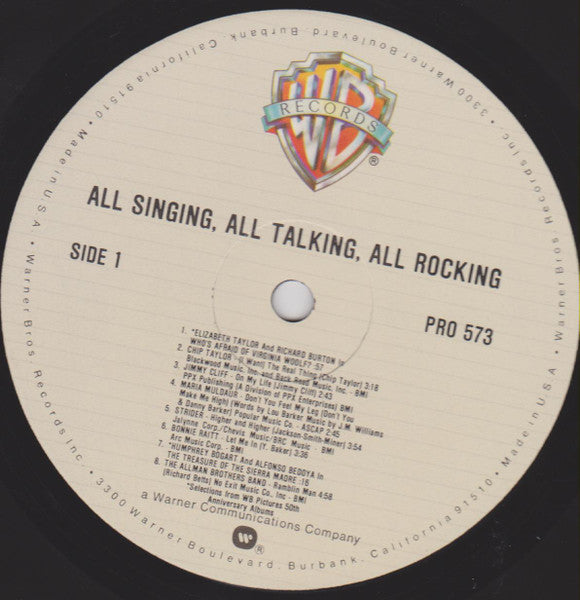 WB
RECORDS
®
ALL SINGING, ALL TALKING, ALL ROCKING
SIDE 1
PRO 573
1. *ELIZABETH TAYLOR And RICHARD BURTON In
WHO'S AFRAID OF VIRGINIA WOOLF? :57
2. CHIP TAYLOR - (I Want) The Real Thing (Chip Taylor) 3:18
Blackwood Music, Inc. and Back Road Music, Inc. - BMI
3. JIMMY CLIFF - On My Life (Jimmy Cliff) 2:43
PPX Publishing (A Division of PPX Enterprises) BMI
4. MARIA MULDAUR - Don't You Feel My Leg (Don't You
Make Me High) (Words by Lou Barker Music by J.M. Williams
& Danny Barker) Popular Music Co. - ASCAP 2:45
5. STRIDER - Higher and Higher (Jackson-Smith-Miner) 3:54
Jalynne Corp./Chevis Music/BRC Music - BMI
6. BONNIE RAITT - Let Me In (Y. Baker) 3:36
Arc Music Corp. - BMI
7. *HUMPHREY BOGART And ALFONSO BEDOYA In
THE TREASURE OF THE SIERRA MADRE :16
8. THE ALLMAN BROTHERS BAND - Ramblin Man 4:58
(Richard Betts) No Exit Music Co. Inc - BMI
*Selections from WB Pictures 50th
Anniversary Albums
a Warner Communications Company
®
Warner Bros. Records Inc. • 3300 Warner Boulevard, Burbank, California 91510 • Made in U.S.A. • Warner Bros. Records Inc. • 3300 Warner Boulevard, Burbank, California 91510 • Made in U.S.A. •